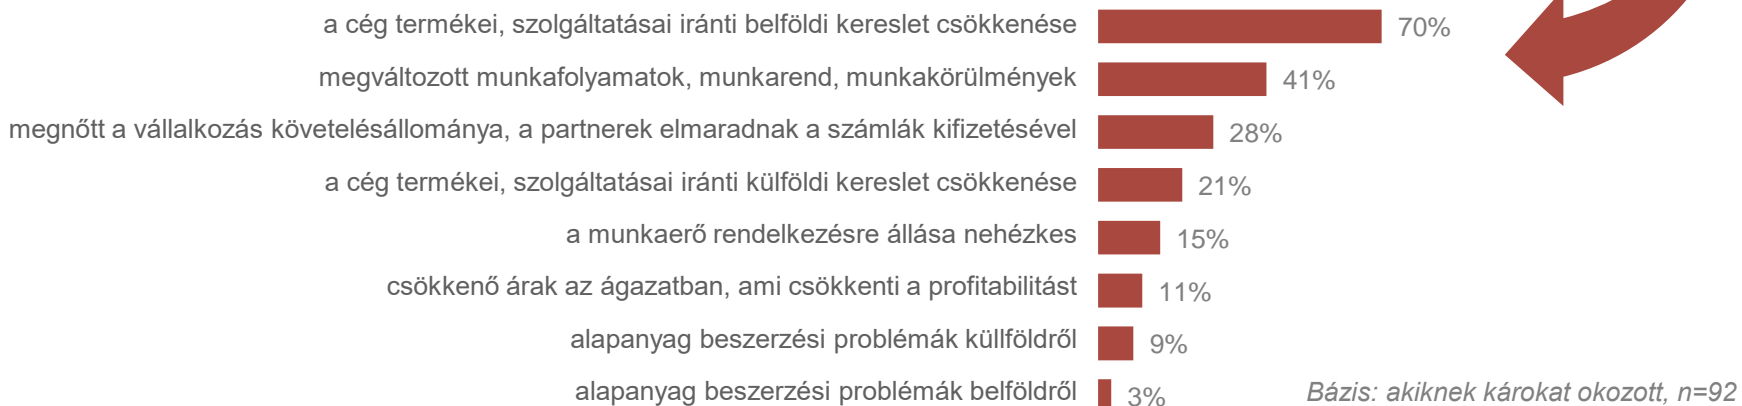 a cég termékei, szolgáltatásai iránti belföldi kereslet csökkenése 70%
megváltozott munkafolyamatok, munkarend, munkakörülmények 41%
megnőtt a vállalkozás követelésállománya, a partnerek elmaradnak a számlák kifizetésével 28%
a cég termékei, szolgáltatásai iránti külföldi kereslet csökkenése 21%
a munkaerő rendelkezésre állása nehézkes 15%
csökkenő árak az ágazatban, ami csökkenti a profitabilitást 11%
alapanyag beszerzési problémák küllföldről 9%
alapanyag beszerzési problémák belföldről 3% Bázis: akiknek károkat okozott, n=92